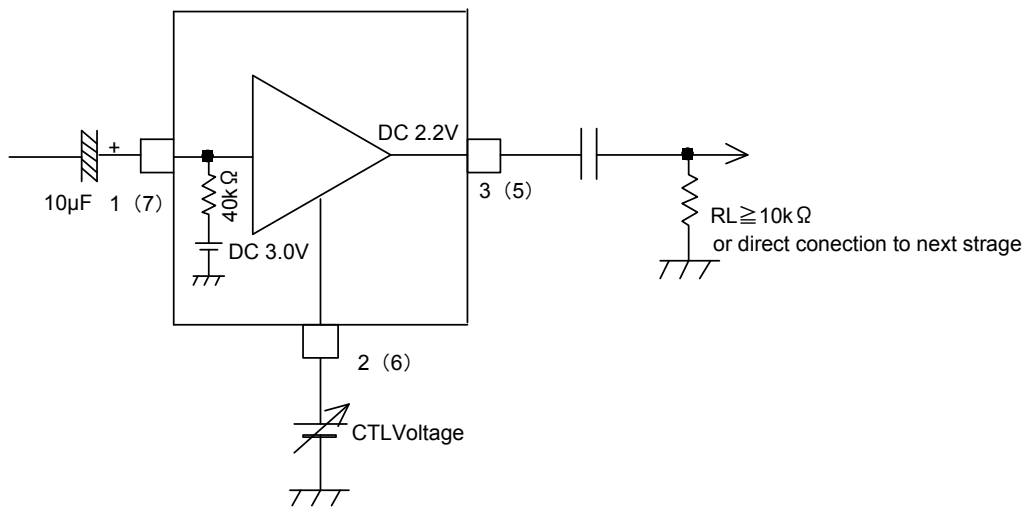 DC 2.2V
+
10μF
1（7）
40kΩ
DC 3.0V
3（5）
RL≧10kΩ
or direct conection to next strage
2（6）
CTLVoltage